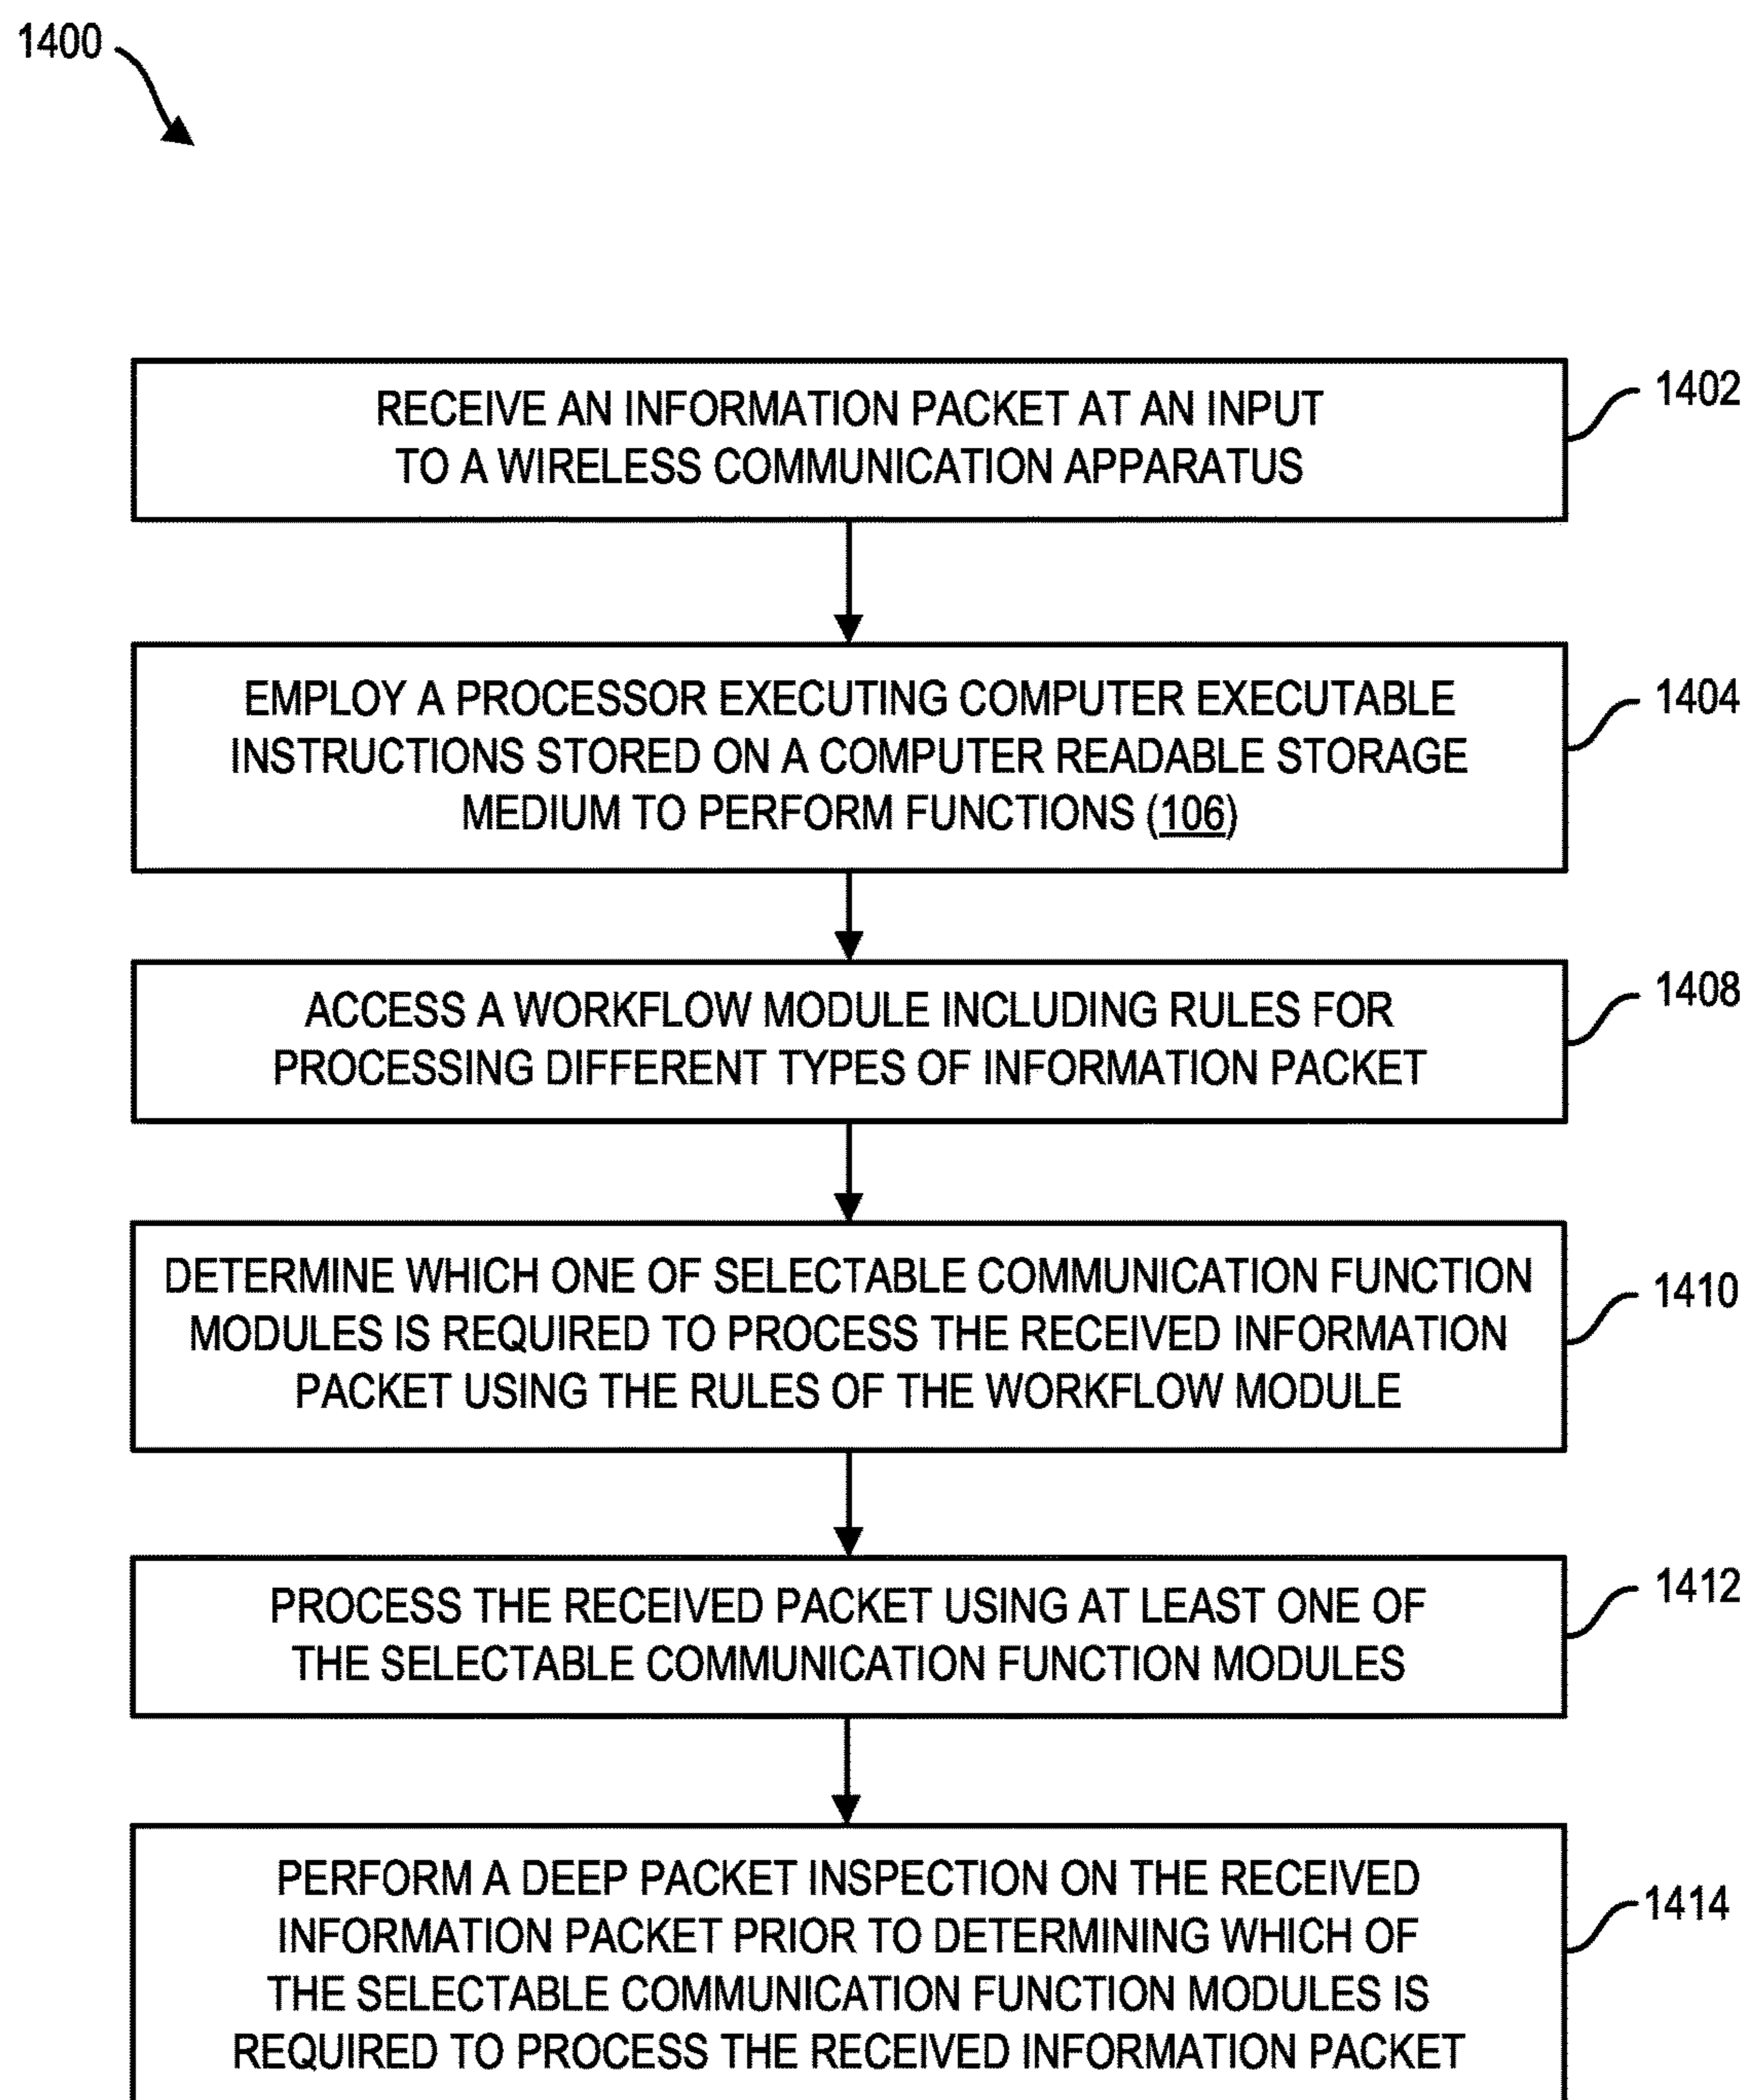 1400
RECEIVE AN INFORMATION PACKET AT AN INPUT
TO A WIRELESS COMMUNICATION APPARATUS
1402
EMPLOY A PROCESSOR EXECUTING COMPUTER EXECUTABLE
INSTRUCTIONS STORED ON A COMPUTER READABLE STORAGE
MEDIUM TO PERFORM FUNCTIONS (106)
1404
ACCESS A WORKFLOW MODULE INCLUDING RULES FOR
PROCESSING DIFFERENT TYPES OF INFORMATION PACKET
1408
DETERMINE WHICH ONE OF SELECTABLE COMMUNICATION FUNCTION
MODULES IS REQUIRED TO PROCESS THE RECEIVED INFORMATION
PACKET USING THE RULES OF THE WORKFLOW MODULE
1410
PROCESS THE RECEIVED PACKET USING AT LEAST ONE OF
THE SELECTABLE COMMUNICATION FUNCTION MODULES
1412
PERFORM A DEEP PACKET INSPECTION ON THE RECEIVED
INFORMATION PACKET PRIOR TO DETERMINING WHICH OF
THE SELECTABLE COMMUNICATION FUNCTION MODULES IS
REQUIRED TO PROCESS THE RECEIVED INFORMATION PACKET
1414